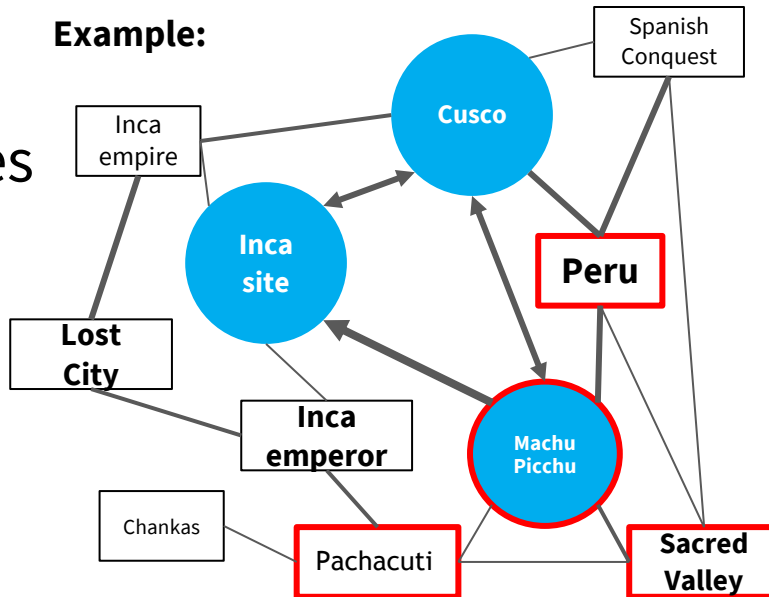 Example:
Spanish
Conquest
Cusco
Inca
empire
es
Inca
site
Peru
Lost
City
Inca
emperor
Machu
Picchu
Chankas
Pachacuti
Sacred
Valley